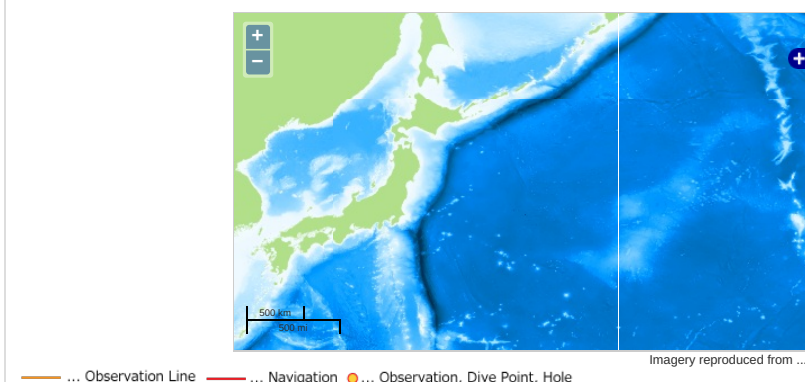 +
−
+
500 km
500 mi
Imagery reproduced from ...
... Observation Line ... Navigation ... Observation, Dive Point, Hole